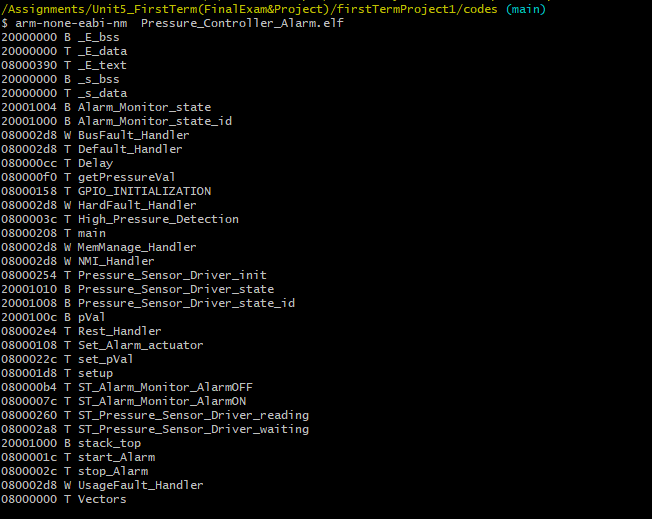 /Assignments/Unit5_FirstTerm(FinalExam&Project)/firstTermProject1/codes (main)
$ arm-none-eabi-nm  Pressure_Controller_Alarm.elf
20000000 B _E_bss
20000000 T _E_data
08000390 T _E_text
20000000 B _s_bss
20000000 T _s_data
20001004 B Alarm_Monitor_state
20001000 B Alarm_Monitor_state_id
080002d8 W BusFault_Handler
080002d8 T Default_Handler
080000cc T Delay
080000f0 T getPressureVal
08000158 T GPIO_INITIALIZATION
080002d8 W HardFault_Handler
0800003c T High_Pressure_Detection
08000208 T main
080002d8 W MemManage_Handler
080002d8 W NMI_Handler
08000254 T Pressure_Sensor_Driver_init
20001010 B Pressure_Sensor_Driver_state
20001008 B Pressure_Sensor_Driver_state_id
2000100c B pVal
080002e4 T Rest_Handler
08000108 T Set_Alarm_actuator
0800022c T set_pVal
080001d8 T setup
080000b4 T ST_Alarm_Monitor_AlarmOFF
0800007c T ST_Alarm_Monitor_AlarmON
08000260 T ST_Pressure_Sensor_Driver_reading
080002a8 T ST_Pressure_Sensor_Driver_waiting
20001000 B stack_top
0800001c T start_Alarm
0800002c T stop_Alarm
080002d8 W UsageFault_Handler
08000000 T Vectors